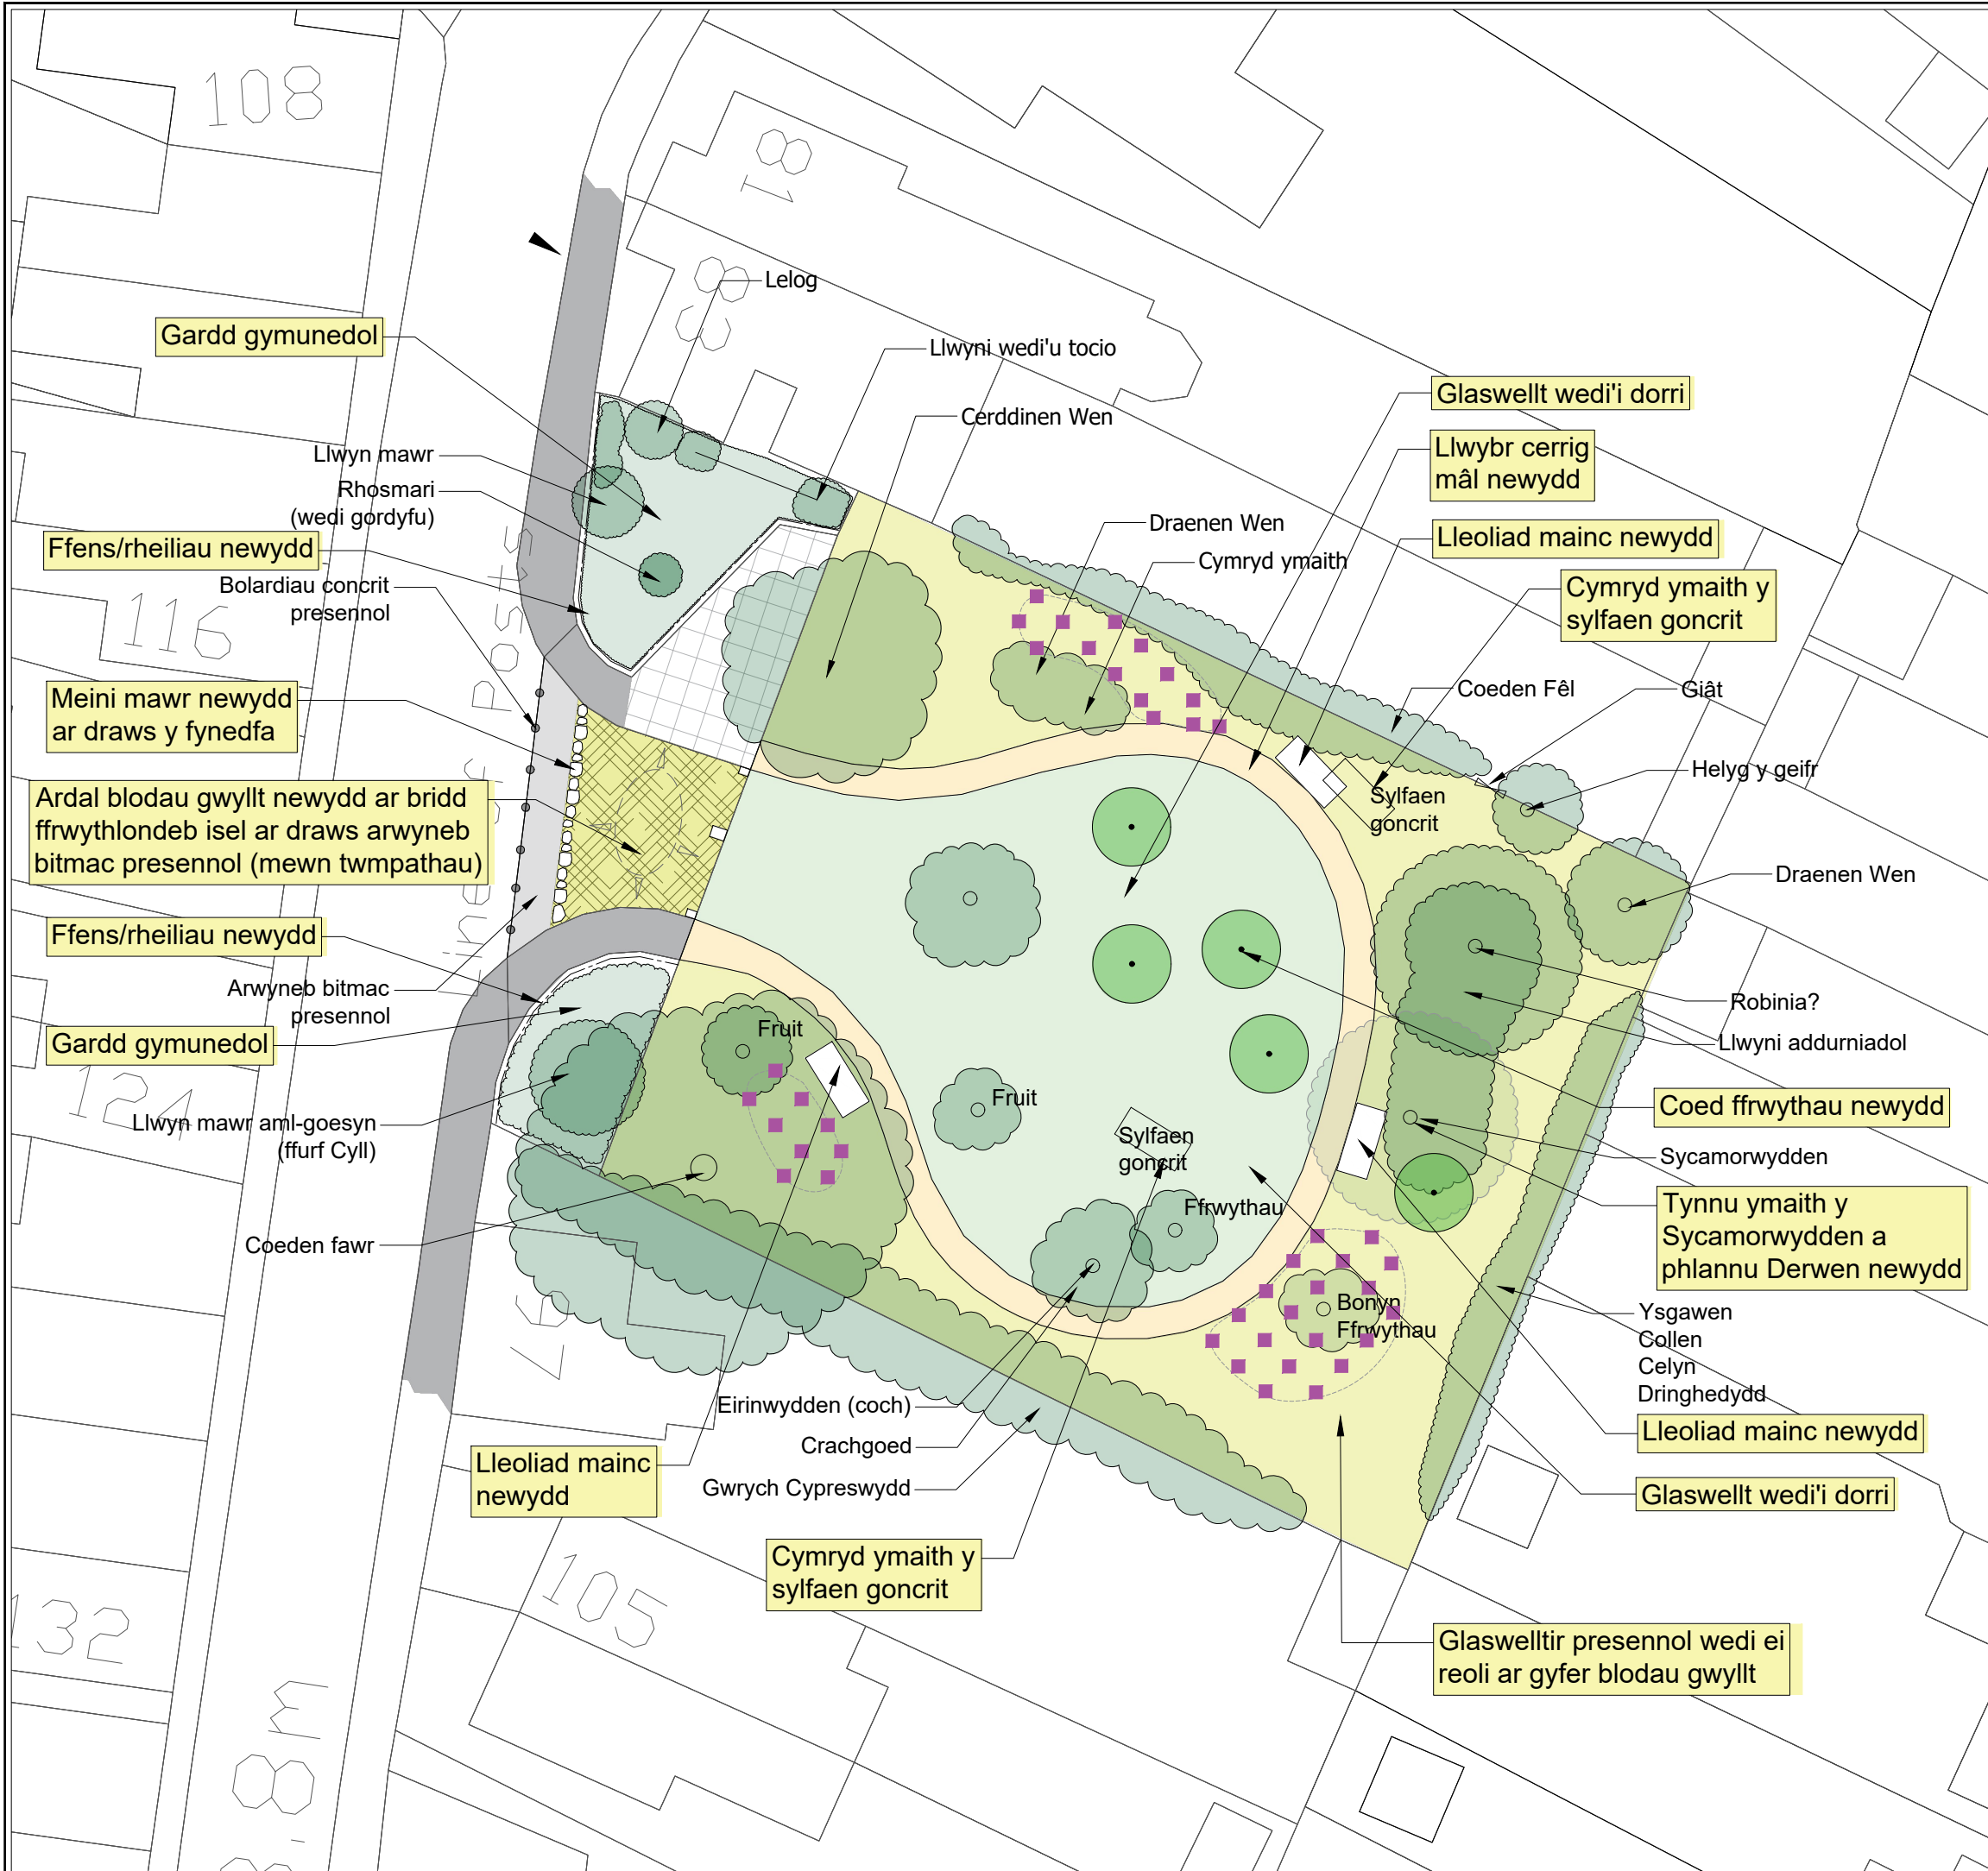 108
18
83
Lelog
Gardd gymunedol
Llwyni wedi'u tocio
Glaswellt wedi'i dorri
Cerddinen Wen
Llwyn mawr
Llwybr cerrig
mâl newydd
Rhosmari
(wedi gordyfu)
Draenen Wen
Ffens/rheiliau newydd
Lleoliad mainc newydd
Cymryd ymaith
Bolardiau concrit
presennol
Cymryd ymaith y
sylfaen goncrit
116
Posts
Meini mawr newydd
ar draws y fynedfa
Coeden Fêl
Giât
Helyg y geifr
Ardal blodau gwyllt newydd ar bridd
ffrwythlondeb isel ar draws arwyneb
bitmac presennol (mewn twmpathau)
Sylfaen
goncrit
Draenen Wen
Ffens/rheiliau newydd
Arwyneb bitmac
presennol
Robinia?
Gardd gymunedol
Fruit
Llwyni addurniadol
124
Fruit
Coed ffrwythau newydd
Llwyn mawr aml-goesyn
(ffurf Cyll)
Sylfaen
goncrit
Sycamorwydden
Ffrwythau
Tynnu ymaith y
Sycamorwydden a
phlannu Derwen newydd
Coeden fawr
Bonyn
Ffrwythau
Ysgawen
Collen
Celyn
Dringhedydd
Eirinwydden (coch)
Crachgoed
Lleoliad mainc newydd
Lleoliad mainc
newydd
Gwrych Cypreswydd
Glaswellt wedi'i dorri
Cymryd ymaith y
sylfaen goncrit
105
132
Glaswelltir presennol wedi ei
reoli ar gyfer blodau gwyllt